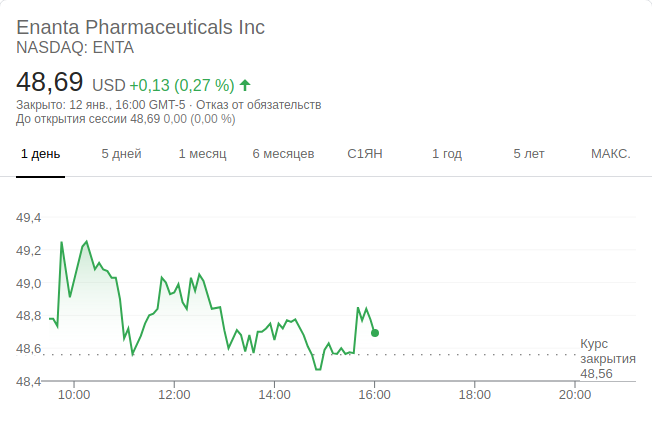 Enanta Pharmaceuticals Inc
NASDAQ: ENTA
48,69 USD +0,13 (0,27 %)
Закрыто: 12 янв., 16:00 GMT-5 · Отказ от обязательств
До открытия сессии 48,69 0,00 (0,00 %)
1 день 5 дней 1 месяц 6 месяцев С1ЯН 1 год 5 лет МАКС.
49,4
49,2
49,0
48,8
48,6
48,4
Курс
закрытия
48,56
10:00 12:00 14:00 16:00 18:00 20:00